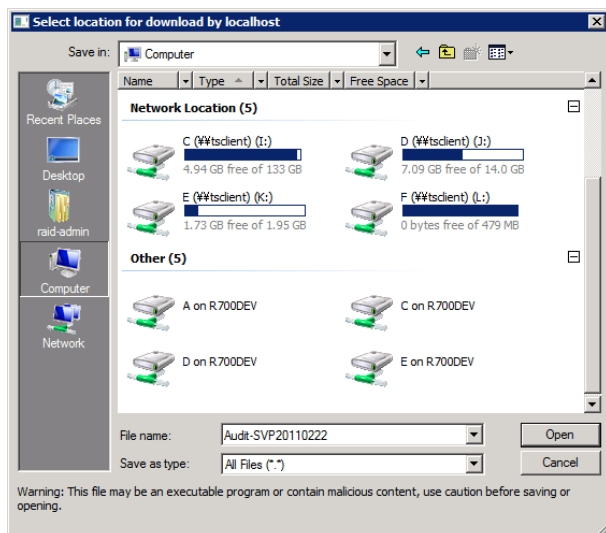 Select location for download by localhost
Save in:
Computer
Name Type Total Size Free Space
Recent Places
Desktop
raid-admin
Computer
Network
Network Location (5)
C (¥¥tsclient) (I:)
4.94 GB free of 133 GB
D (¥¥tsclient) (J:)
7.09 GB free of 14.0 GB
E (¥¥tsclient) (K:)
1.73 GB free of 1.95 GB
F (¥¥tsclient) (L:)
0 bytes free of 479 MB
Other (5)
A on R700DEV
C on R700DEV
D on R700DEV
E on R700DEV
File name:
Audit-SVP20110222
Open
Save as type:
All Files (*.*)
Cancel
Warning: This file may be an executable program or contain malicious content, use caution before saving or
opening.